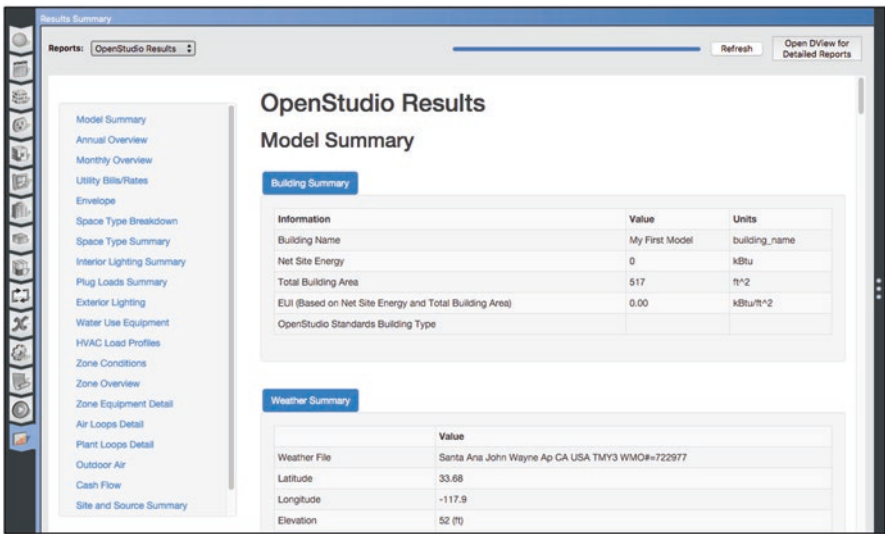 Results Summary
Reports: OpenStudio Results Refresh Open DView for
Detailed Reports
Model Summary
Annual Overview
Monthly Overview
Utility Bills/Rates
Envelope
Space Type Breakdown
Space Type Summary
Interior Lighting Summary
Plug Loads Summary
Exterior Lighting
Water Use Equipment
HVAC Load Profiles
Zone Conditions
Zone Overview
Zone Equipment Detail
Air Loops Detail
Plant Loops Detail
Outdoor Air
Cash Flow
Site and Source Summary
OpenStudio Results
Model Summary
Building Summary
Information Value Units
Building Name My First Model building_name
Net Site Energy 0 kBtu
Total Building Area 517 ft^2
EUI (Based on Net Site Energy and Total Building Area) 0.00 kBtu/ft^2
OpenStudio Standards Building Type
Weather Summary
Value
Weather File Santa Ana John Wayne Ap CA USA TMY3 WMO#=722977
Latitude 33.68
Longitude -117.9
Elevation 52 (ft)